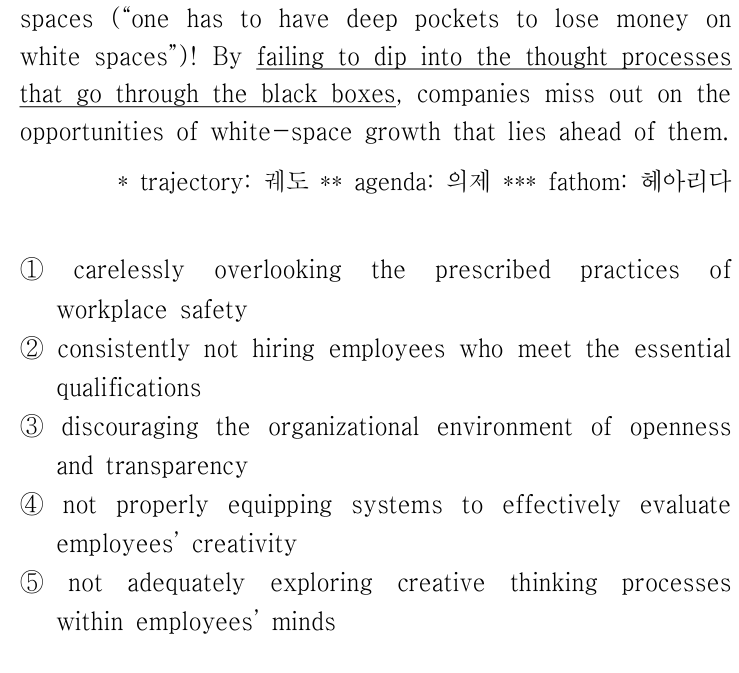 spaces (“one has to have deep pockets to lose money on
white spaces”)! By failing to dip into the thought processes
that go through the black boxes, companies miss out on the
opportunities of white-space growth that lies ahead of them.
* trajectory: 궤도 ** agenda: 의제 *** fathom: 헤아리다
① carelessly overlooking the prescribed practices of
workplace safety
② consistently not hiring employees who meet the essential
qualifications
③ discouraging the organizational environment of openness
and transparency
④ not properly equipping systems to effectively evaluate
employees’ creativity
⑤ not adequately exploring creative thinking processes
within employees’ minds